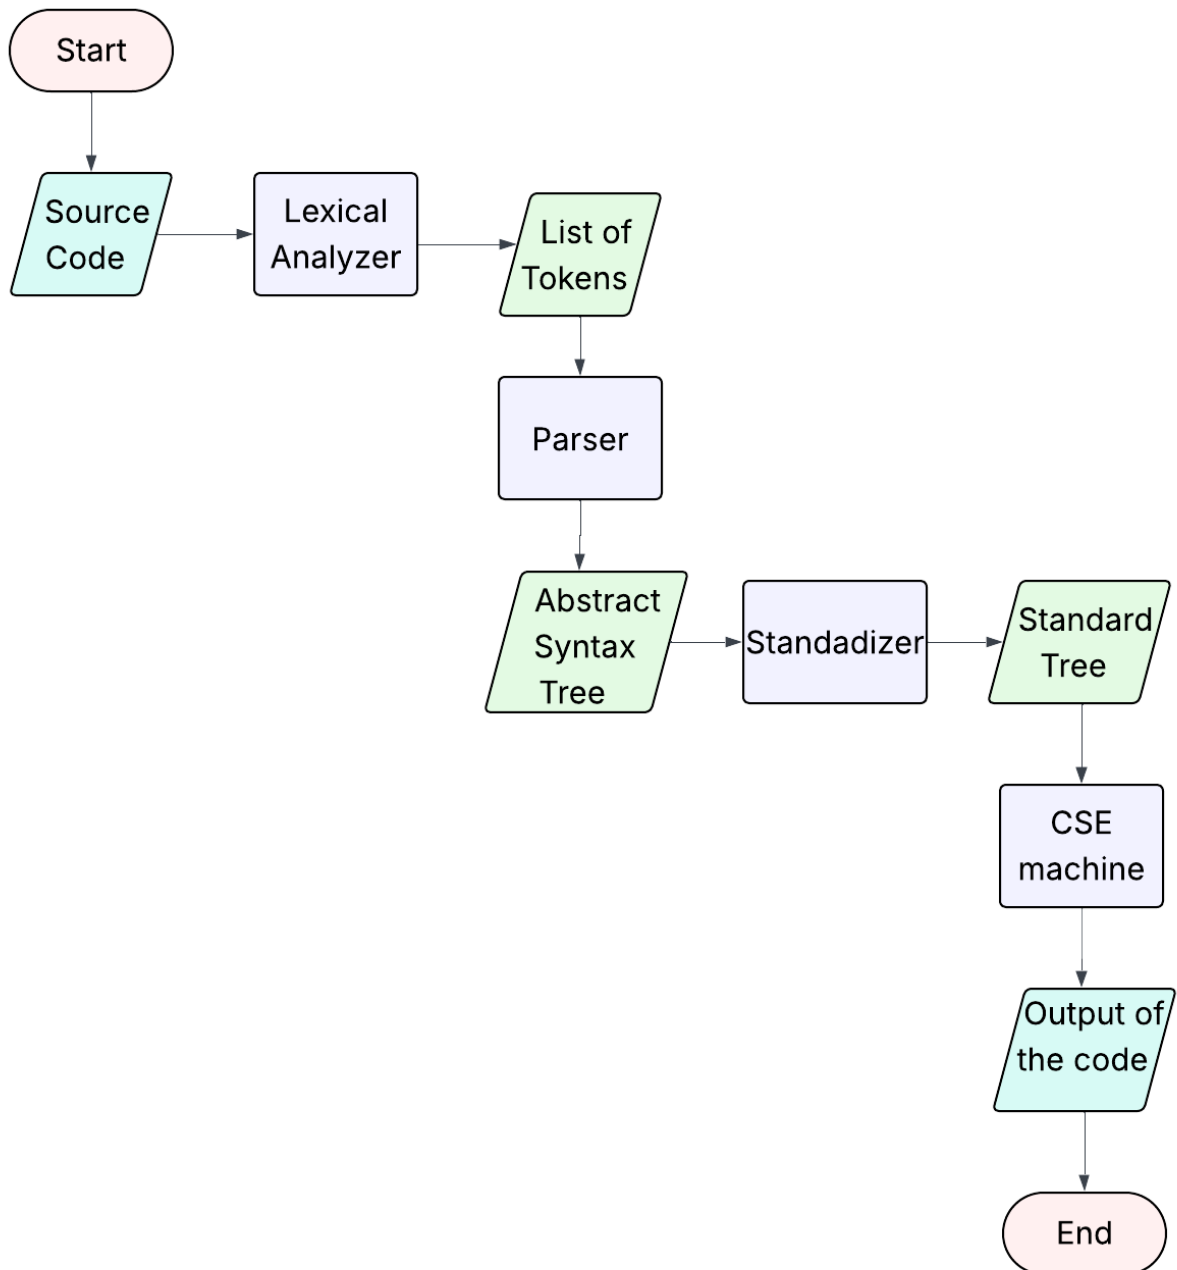 Start
Source
Code
Lexical
Analyzer
List of
Tokens
Parser
Abstract
Syntax
Tree
Standadizer
Standard
Tree
CSE
machine
Output of
the code
End